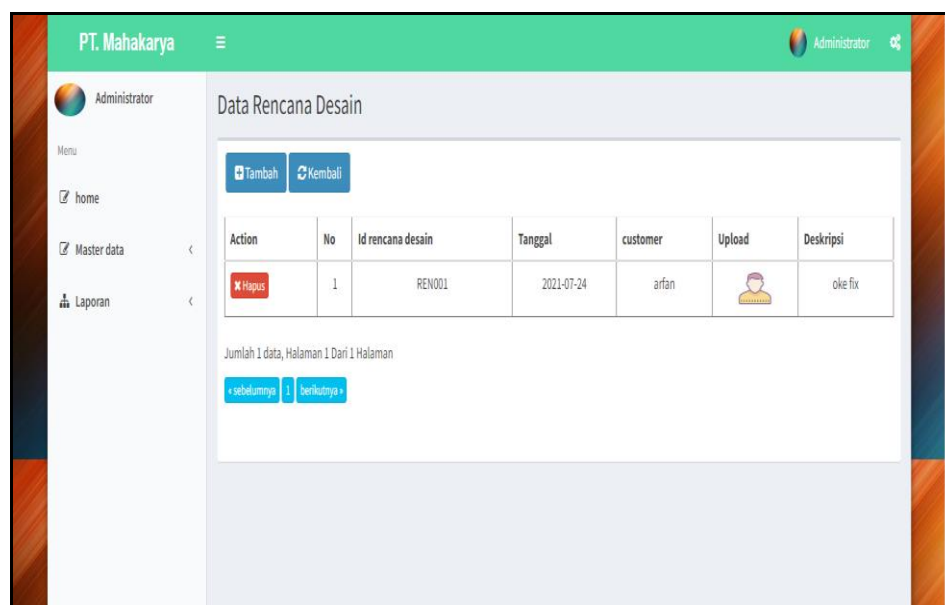 PT. Mahakarya
Administrator
Administrator
Menu
home
Master data
Laporan
Data Rencana Desain
Tambah
Kembali
Action No Id rencana desain Tanggal customer Upload Deskripsi
Hapus 1 REN001 2021-07-24 arfan oke fix
Jumlah 1 data, Halaman 1 Dari 1 Halaman
« sebelumnya 1 berikutnya »